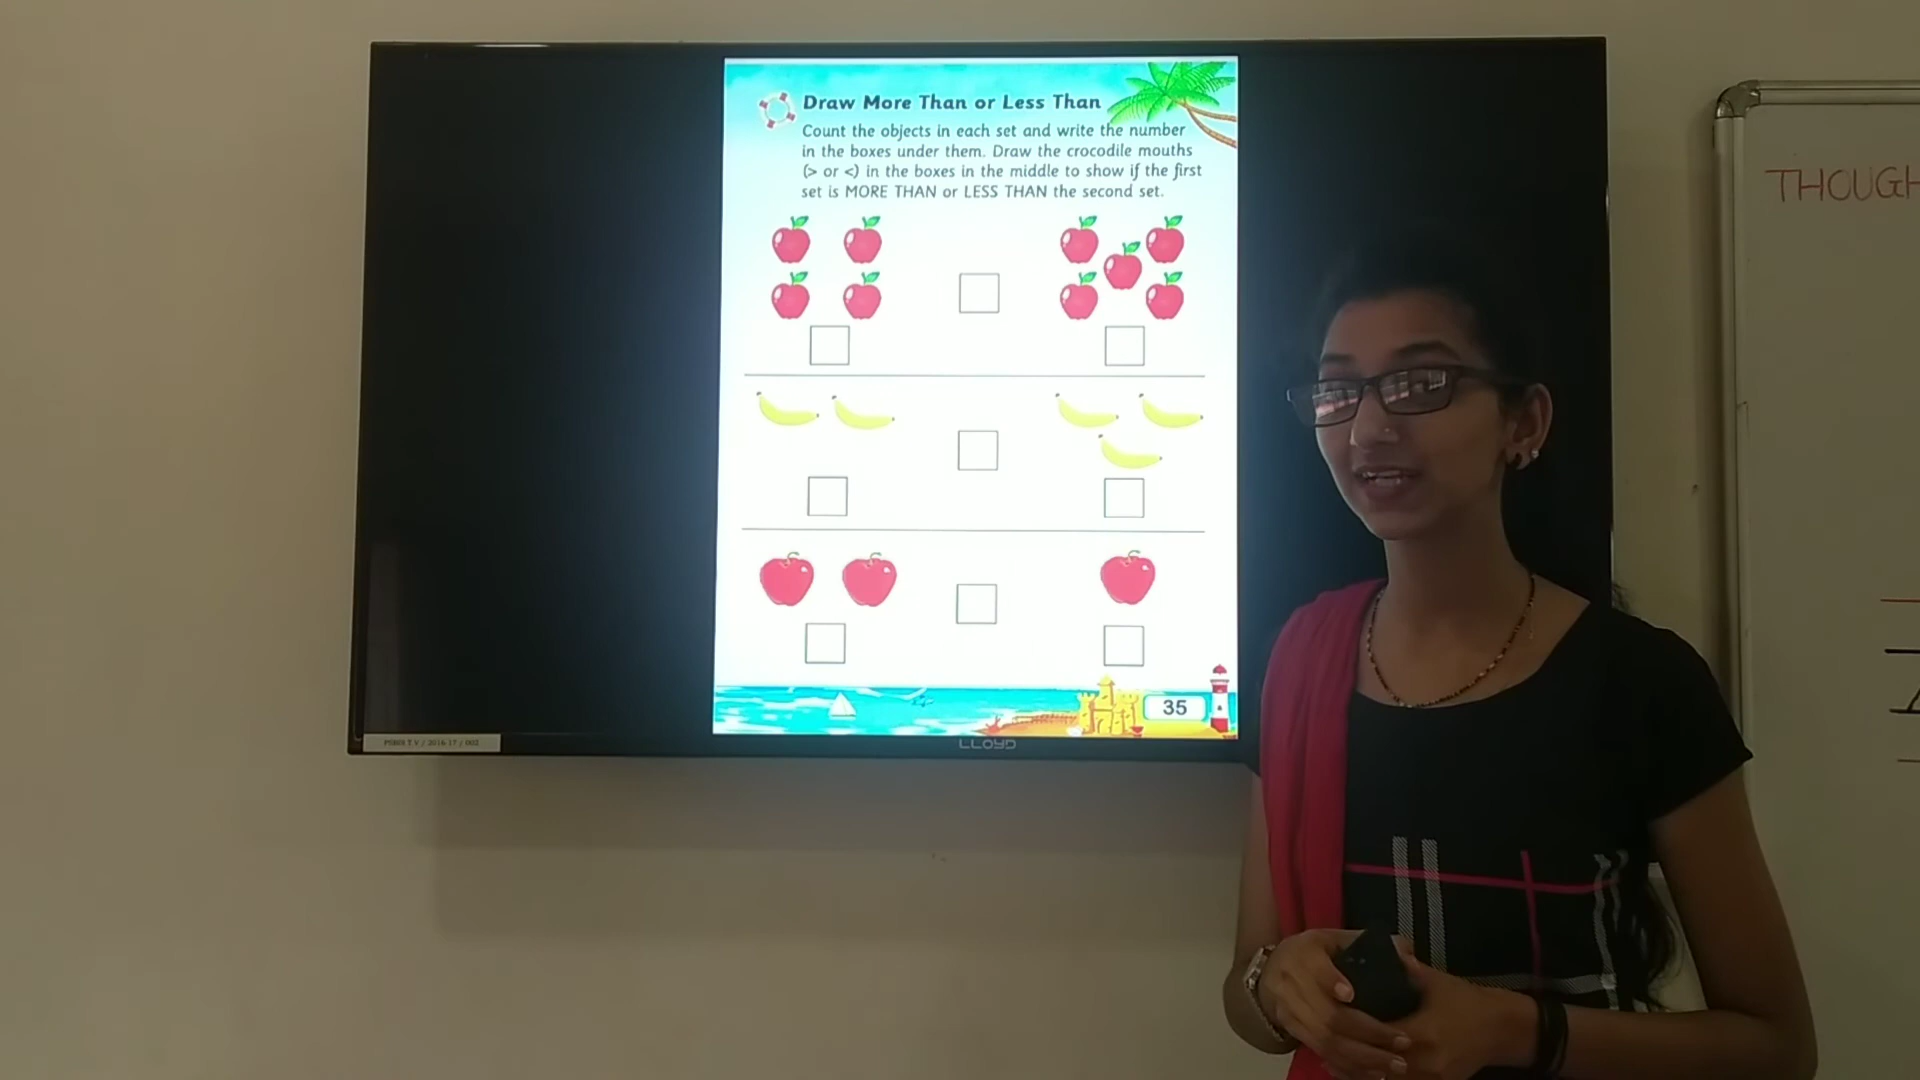 Draw More Than or Less Than
Count the objects in each set and write the number
in the boxes under them. Draw the crocodile mouths
(> or <) in the boxes in the middle to show if the first
set is MORE THAN or LESS THAN the second set.
35
LLOYD
THOUGH